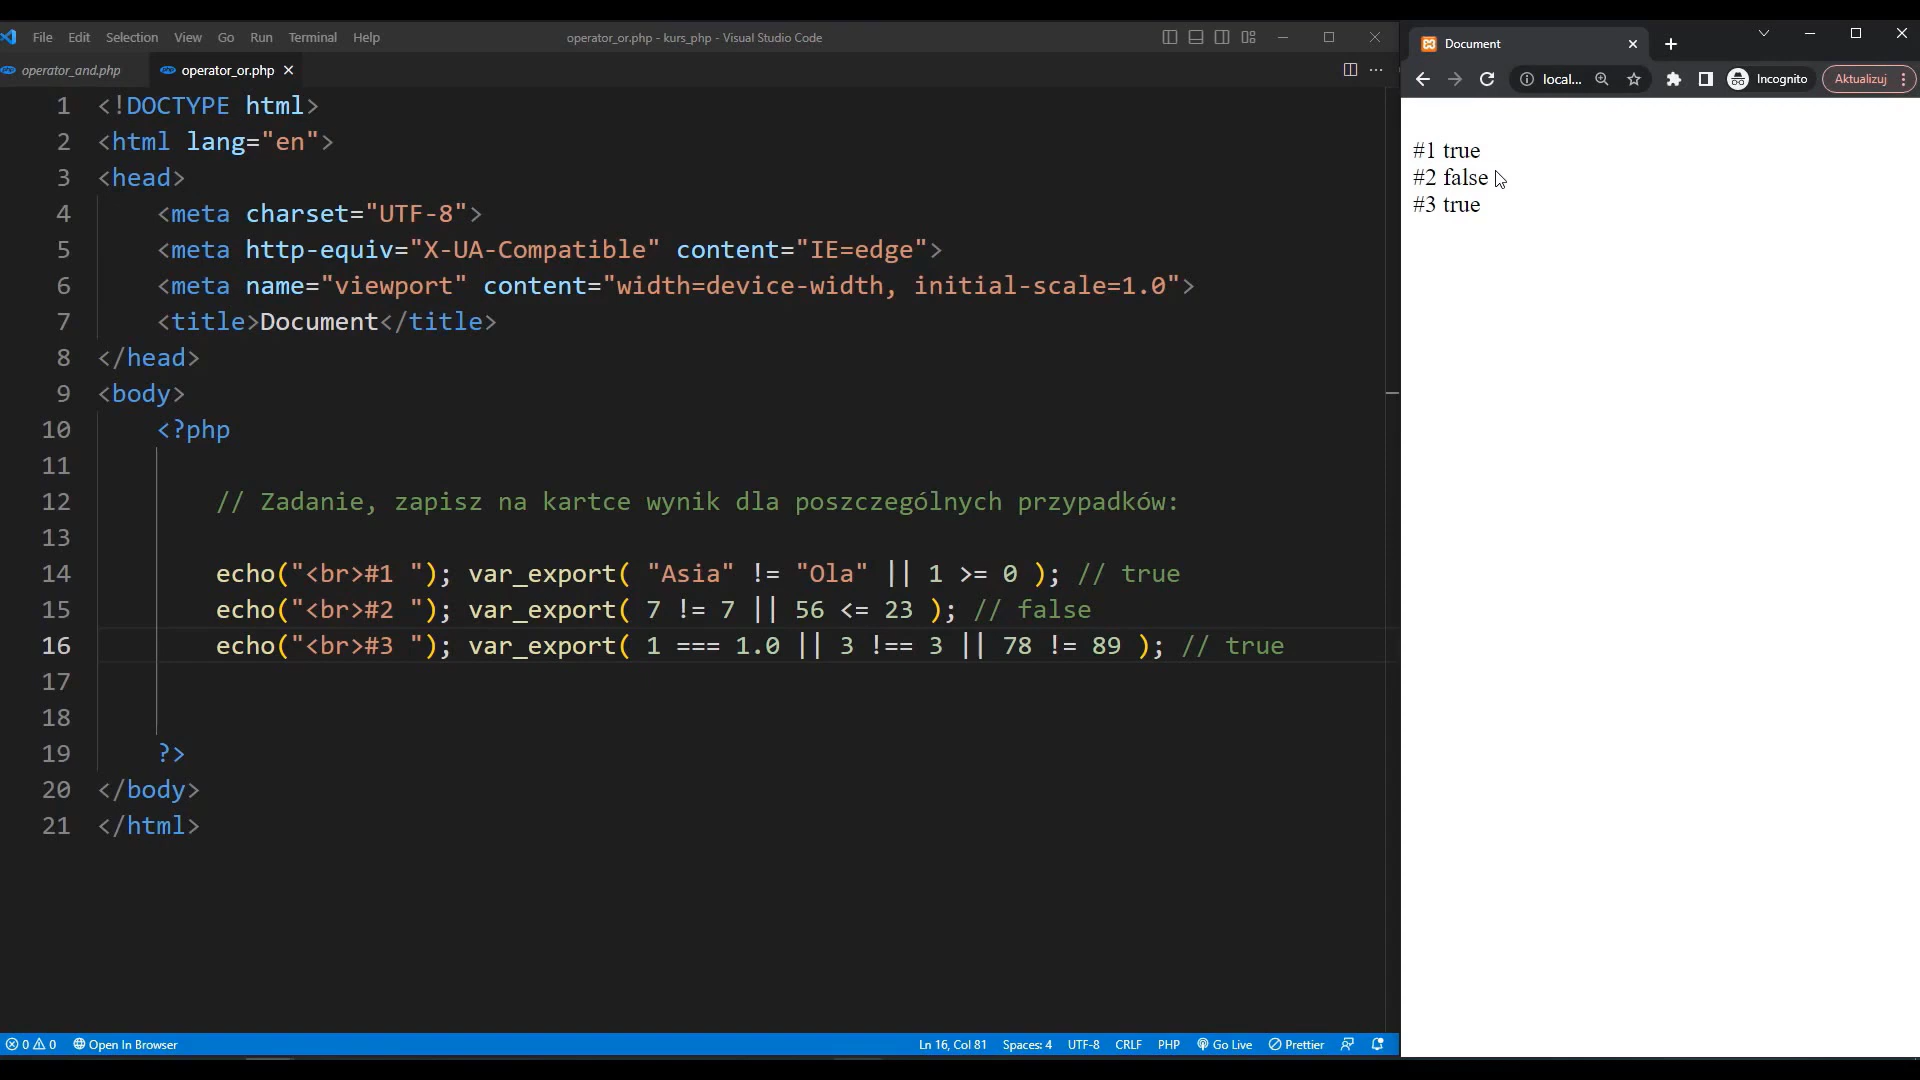 File Edit Selection View Go Run Terminal Help operator_or.php - kurs_php - Visual Studio Code
operator_and.php operator_or.php
1 <!DOCTYPE html>
2 <html lang="en">
3 <head>
4 <meta charset="UTF-8">
5 <meta http-equiv="X-UA-Compatible" content="IE=edge">
6 <meta name="viewport" content="width=device-width, initial-scale=1.0">
7 <title>Document</title>
8 </head>
9 <body>
10 <?php
11
12 // Zadanie, zapisz na kartce wynik dla poszczególnych przypadków:
13
14 echo("<br>#1 "); var_export( "Asia" != "Ola" || 1 >= 0 ); // true
15 echo("<br>#2 "); var_export( 7 != 7 || 56 <= 23 ); // false
16 echo("<br>#3 "); var_export( 1 === 1.0 || 3 !== 3 || 78 != 89 ); // true
17
18
19 ?>
20 </body>
21 </html>
0 0 Open In Browser Ln 16, Col 81 Spaces: 4 UTF-8 CRLF PHP Go Live Prettier
Document
local... Incognito Aktualizuj
#1 true
#2 false
#3 true